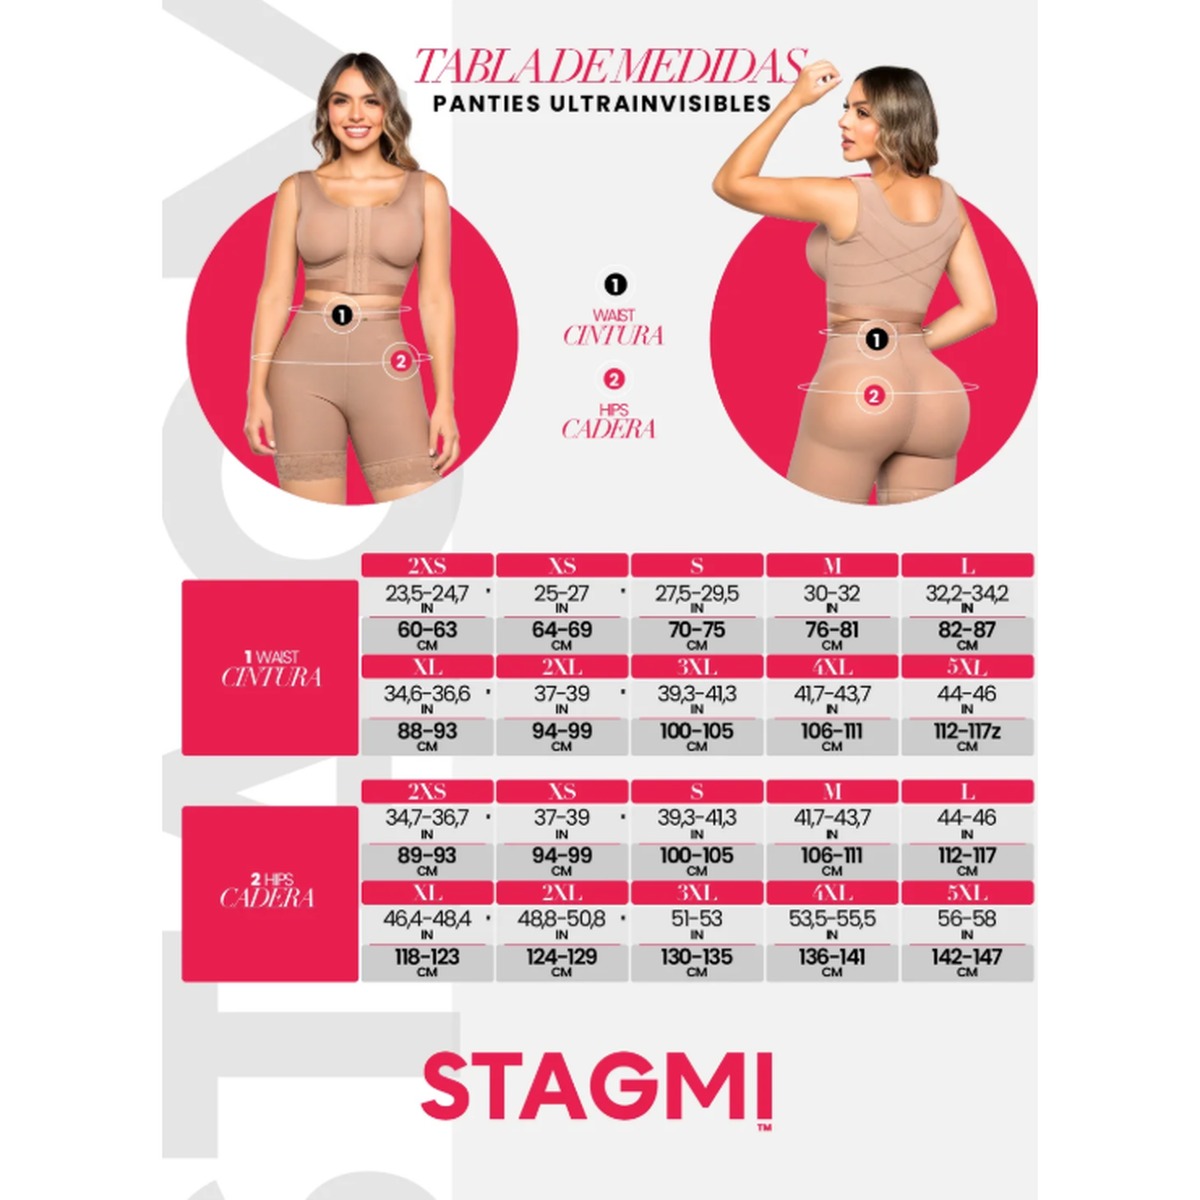 TABLA DE MEDIDAS
PANTIES ULTRAINVISIBLES
1
WAIST
CINTURA
2
HIPS
CADERA
1
2
1
2
2XS XS S M L
23,5-24,7 25-27 27,5-29,5 30-32 32,2-34,2
IN IN IN IN IN
60-63 64-69 70-75 76-81 82-87
CM CM CM CM CM
1 WAIST
CINTURA
XL 2XL 3XL 4XL 5XL
34,6-36,6 37-39 39,3-41,3 41,7-43,7 44-46
IN IN IN IN IN
88-93 94-99 100-105 106-111 112-117z
CM CM CM CM CM
2XS XS S M L
34,7-36,7 37-39 39,3-41,3 41,7-43,7 44-46
IN IN IN IN IN
89-93 94-99 100-105 106-111 112-117
CM CM CM CM CM
2 HIPS
CADERA
XL 2XL 3XL 4XL 5XL
46,4-48,4 48,8-50,8 51-53 53,5-55,5 56-58
IN IN IN IN IN
118-123 124-129 130-135 136-141 142-147
CM CM CM CM CM
STAGMI
TM